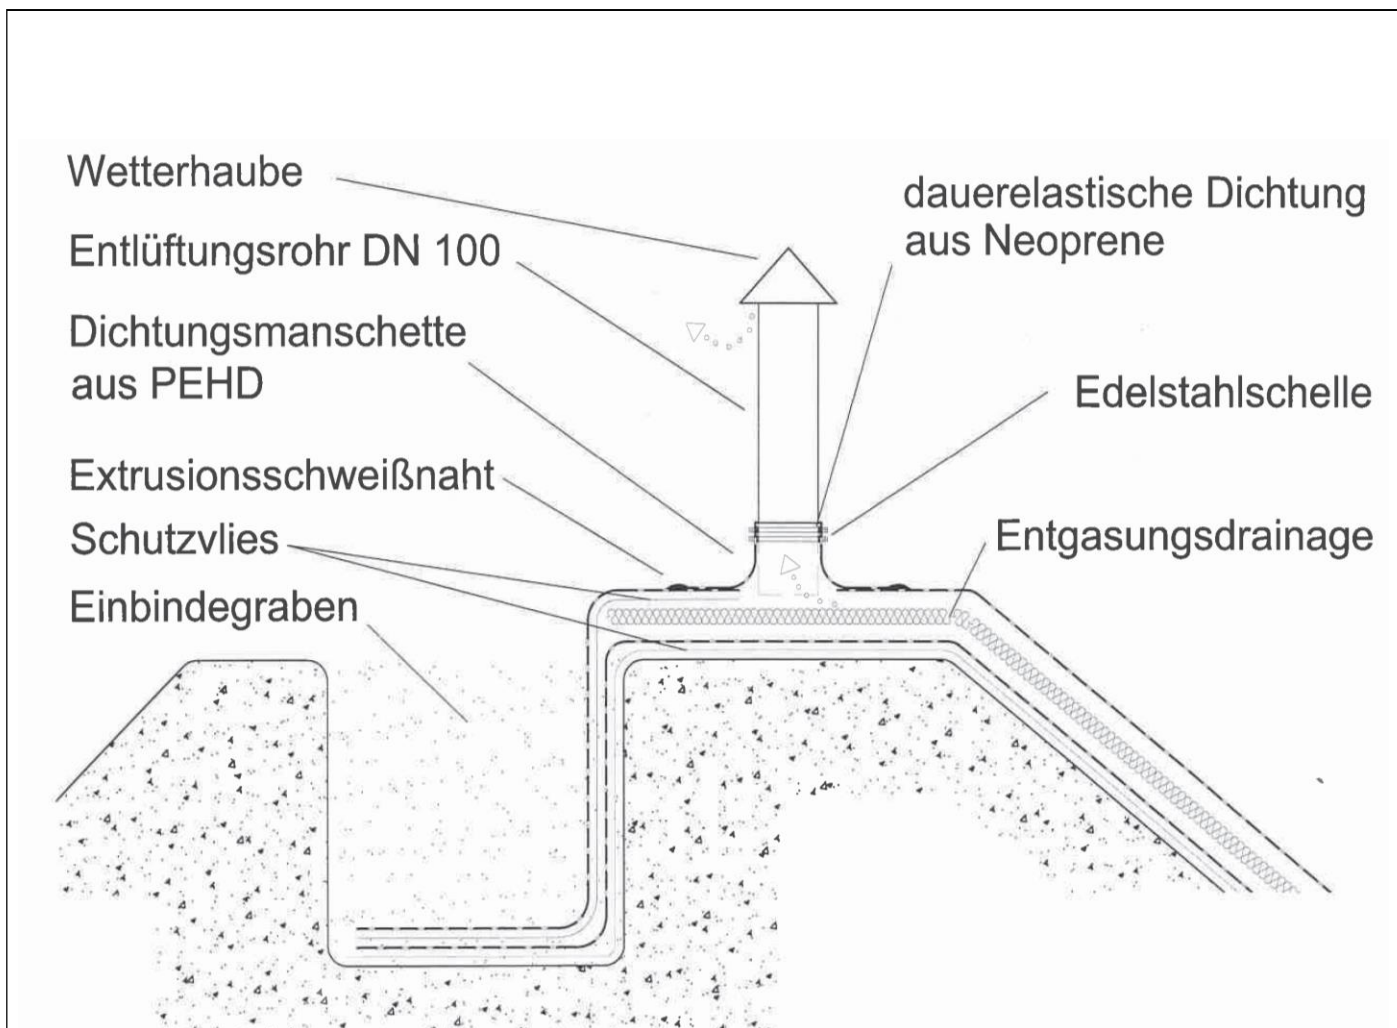 Wetterhaube
Entlüftungsrohr DN 100
Dichtungsmanschette
aus PEHD
Extrusionsschweißnaht
Schutzvlies
Einbindegraben
dauerelastische Dichtung
aus Neoprene
Edelstahlschelle
Entgasungsdrainage